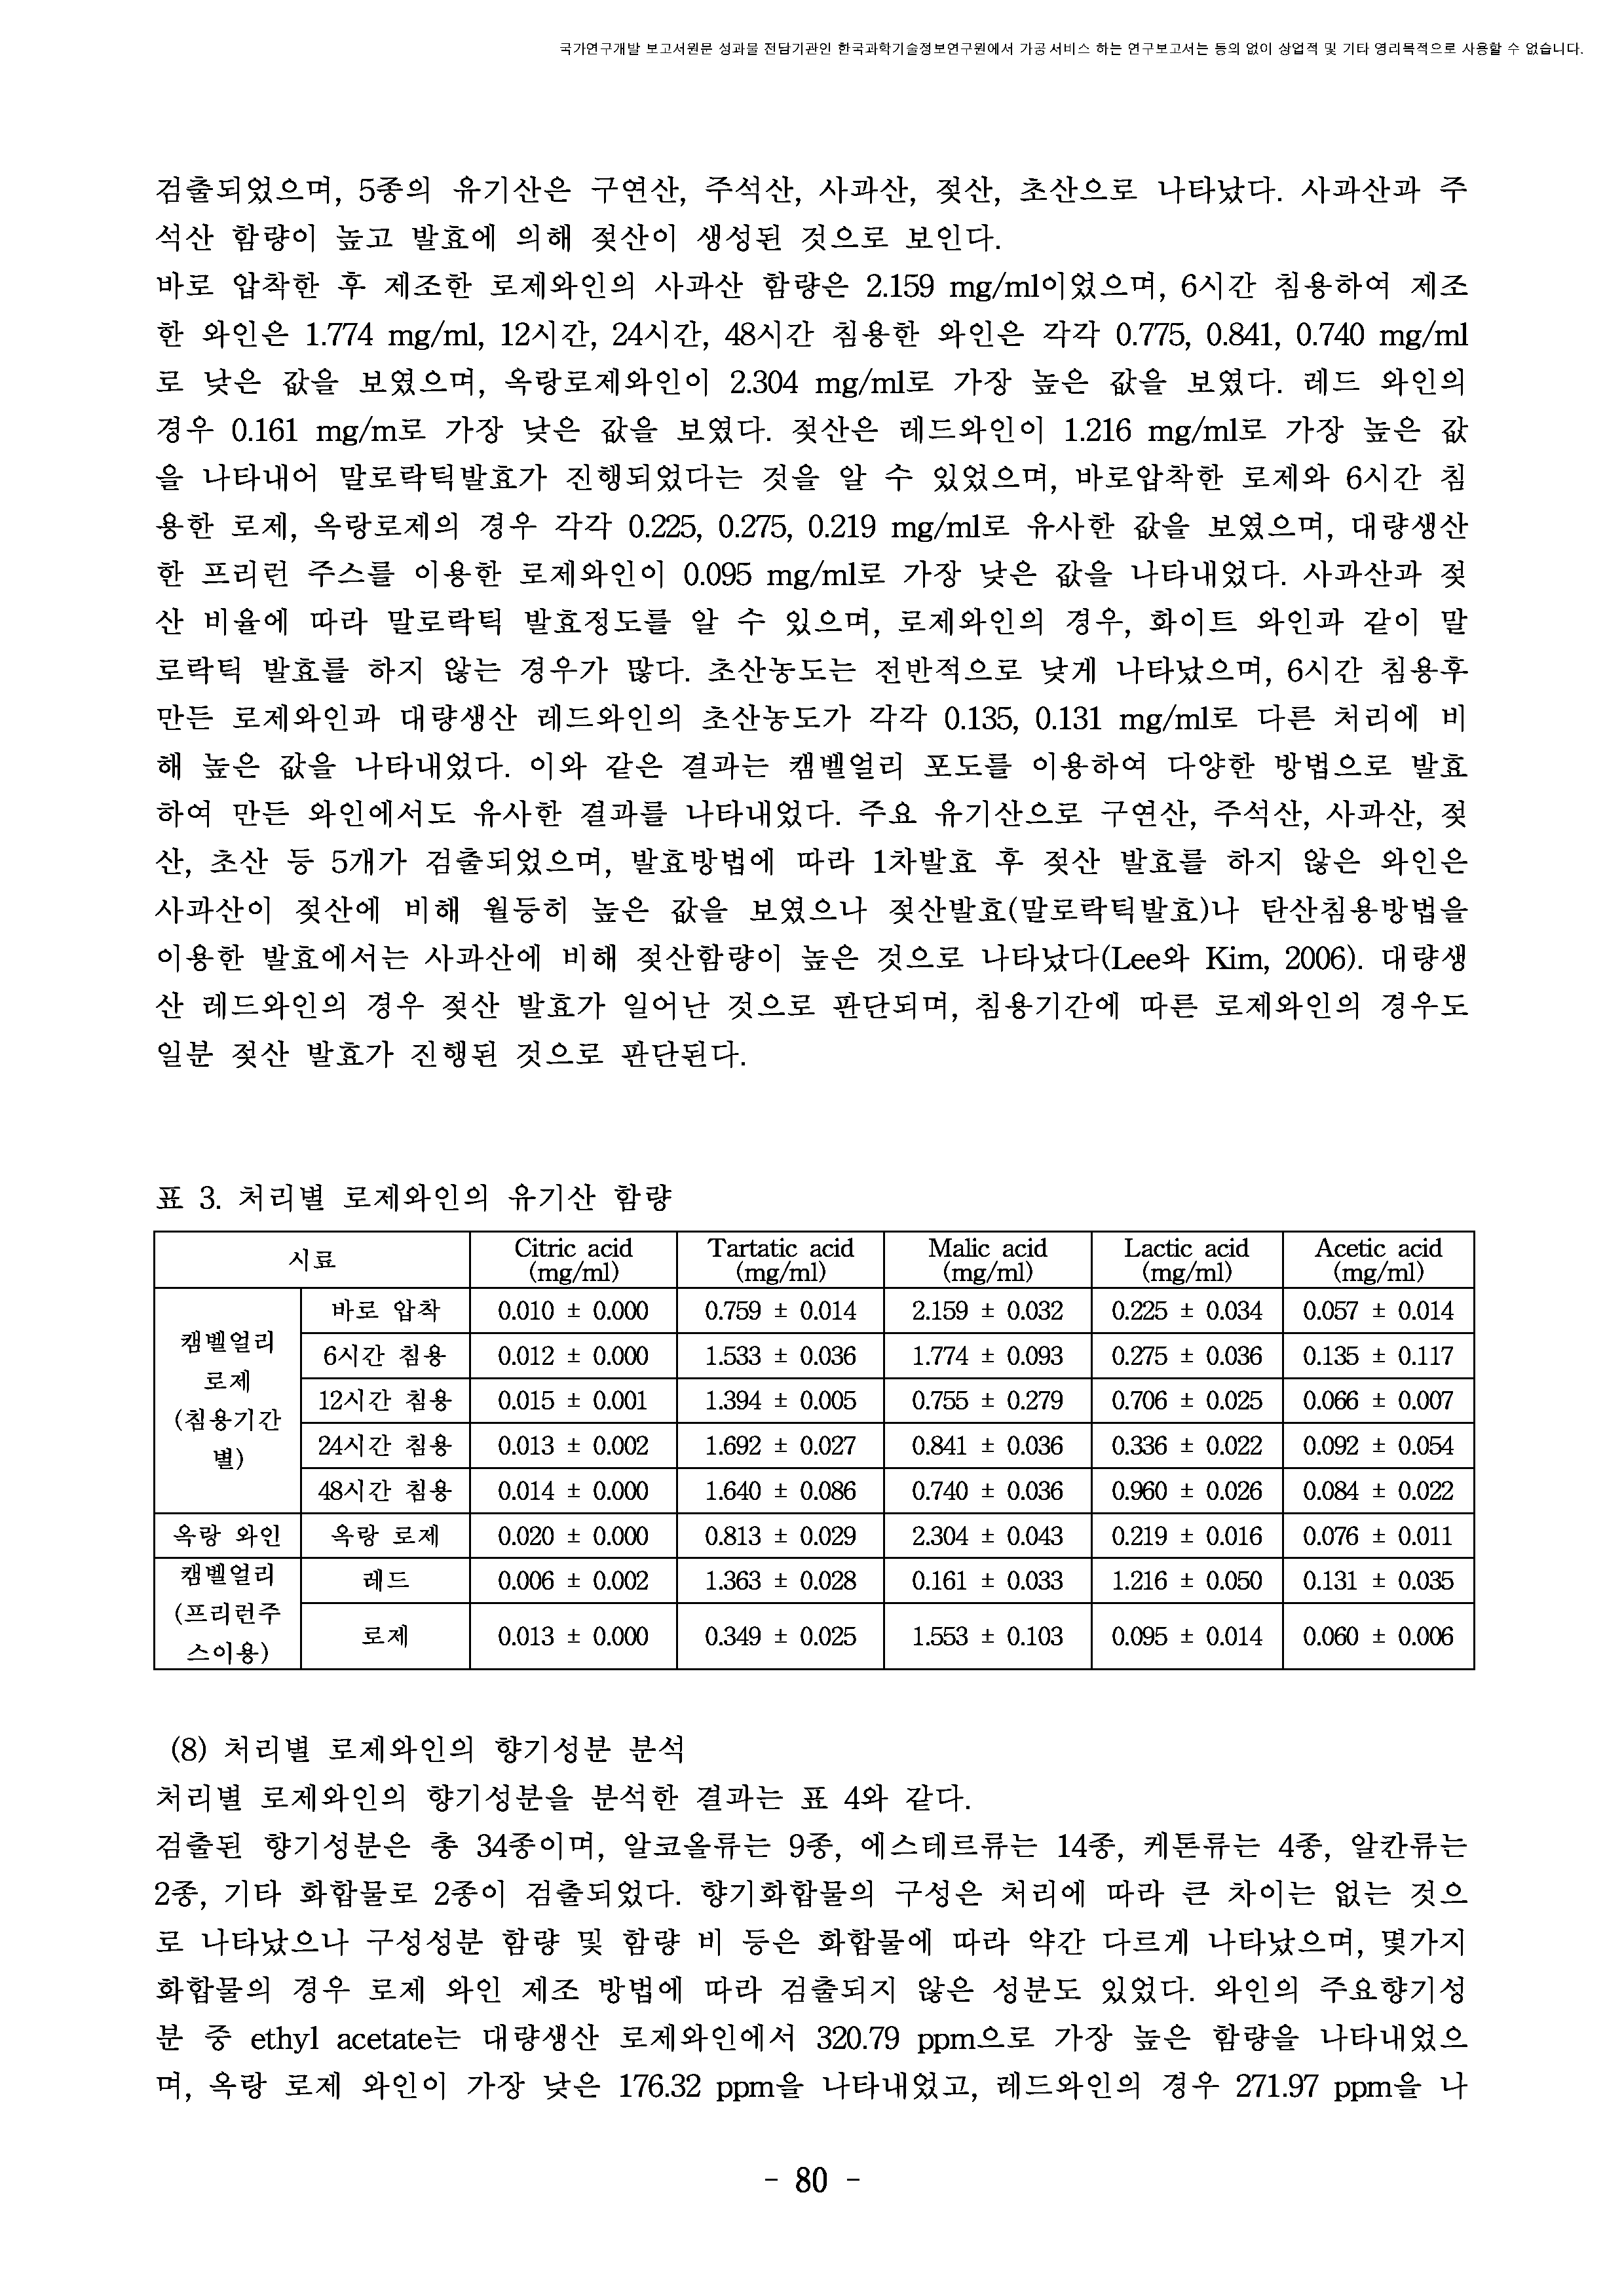 국가연구개발 보고서원문 성과물 전담기관인 한국과학기술정보연구원에서 가공·서비스 하는 연구보고서는 동의 없이 상업적 및 기타 영리목적으로 사용할 수 없습니다.
검출되었으며, 5종의 유기산은 구연산, 주석산, 사과산, 젖산, 초산으로 나타났다. 사과산과 주
석산 함량이 높고 발효에 의해 젖산이 생성된 것으로 보인다.
바로 압착한 후 제조한 로제와인의 사과산 함량은 2.159 mg/ml이었으며, 6시간 침용하여 제조
한 와인은 1.774 mg/ml, 12시간, 24시간, 48시간 침용한 와인은 각각 0.775, 0.841, 0.740 mg/ml
로 낮은 값을 보였으며, 옥랑로제와인이 2.304 mg/ml로 가장 높은 값을 보였다. 레드 와인의
경우 0.161 mg/m로 가장 낮은 값을 보였다. 젖산은 레드와인이 1.216 mg/ml로 가장 높은 값
을 나타내어 말로락틱발효가 진행되었다는 것을 알 수 있었으며, 바로압착한 로제와 6시간 침
용한 로제, 옥랑로제의 경우 각각 0.225, 0.275, 0.219 mg/ml로 유사한 값을 보였으며, 대량생산
한 프리런 주스를 이용한 로제와인이 0.095 mg/ml로 가장 낮은 값을 나타내었다. 사과산과 젖
산 비율에 따라 말로락틱 발효정도를 알 수 있으며, 로제와인의 경우, 화이트 와인과 같이 말
로락틱 발효를 하지 않는 경우가 많다. 초산농도는 전반적으로 낮게 나타났으며, 6시간 침용후
만든 로제와인과 대량생산 레드와인의 초산농도가 각각 0.135, 0.131 mg/ml로 다른 처리에 비
해 높은 값을 나타내었다. 이와 같은 결과는 캠벨얼리 포도를 이용하여 다양한 방법으로 발효
하여 만든 와인에서도 유사한 결과를 나타내었다. 주요 유기산으로 구연산, 주석산, 사과산, 젖
산, 초산 등 5개가 검출되었으며, 발효방법에 따라 1차발효 후 젖산 발효를 하지 않은 와인은
사과산이 젖산에 비해 월등히 높은 값을 보였으나 젖산발효(말로락틱발효)나 탄산침용방법을
이용한 발효에서는 사과산에 비해 젖산함량이 높은 것으로 나타났다(Lee와 Kim, 2006). 대량생
산 레드와인의 경우 젖산 발효가 일어난 것으로 판단되며, 침용기간에 따른 로제와인의 경우도
일분 젖산 발효가 진행된 것으로 판단된다.
표 3. 처리별 로제와인의 유기산 함량
시료 Citric acid (mg/ml) Tartatic acid (mg/ml) Malic acid (mg/ml) Lactic acid (mg/ml) Acetic acid (mg/ml)
캠벨얼리 로제 (침용기간별) 바로 압착 0.010 ± 0.000 0.759 ± 0.014 2.159 ± 0.032 0.225 ± 0.034 0.057 ± 0.014
6시간 침용 0.012 ± 0.000 1.533 ± 0.036 1.774 ± 0.093 0.275 ± 0.036 0.135 ± 0.117
12시간 침용 0.015 ± 0.001 1.394 ± 0.005 0.755 ± 0.279 0.706 ± 0.025 0.066 ± 0.007
24시간 침용 0.013 ± 0.002 1.692 ± 0.027 0.841 ± 0.036 0.336 ± 0.022 0.092 ± 0.054
48시간 침용 0.014 ± 0.000 1.640 ± 0.086 0.740 ± 0.036 0.960 ± 0.026 0.084 ± 0.022
옥랑 와인 옥랑 로제 0.020 ± 0.000 0.813 ± 0.029 2.304 ± 0.043 0.219 ± 0.016 0.076 ± 0.011
캠벨얼리 (프리런주스이용) 레드 0.006 ± 0.002 1.363 ± 0.028 0.161 ± 0.033 1.216 ± 0.050 0.131 ± 0.035
로제 0.013 ± 0.000 0.349 ± 0.025 1.553 ± 0.103 0.095 ± 0.014 0.060 ± 0.006
(8) 처리별 로제와인의 향기성분 분석
처리별 로제와인의 향기성분을 분석한 결과는 표 4와 같다.
검출된 향기성분은 총 34종이며, 알코올류는 9종, 에스테르류는 14종, 케톤류는 4종, 알칸류는
2종, 기타 화합물로 2종이 검출되었다. 향기화합물의 구성은 처리에 따라 큰 차이는 없는 것으
로 나타났으나 구성성분 함량 및 함량 비 등은 화합물에 따라 약간 다르게 나타났으며, 몇가지
화합물의 경우 로제 와인 제조 방법에 따라 검출되지 않은 성분도 있었다. 와인의 주요향기성
분 중 ethyl acetate는 대량생산 로제와인에서 320.79 ppm으로 가장 높은 함량을 나타내었으
며, 옥랑 로제 와인이 가장 낮은 176.32 ppm을 나타내었고, 레드와인의 경우 271.97 ppm을 나
- 80 -